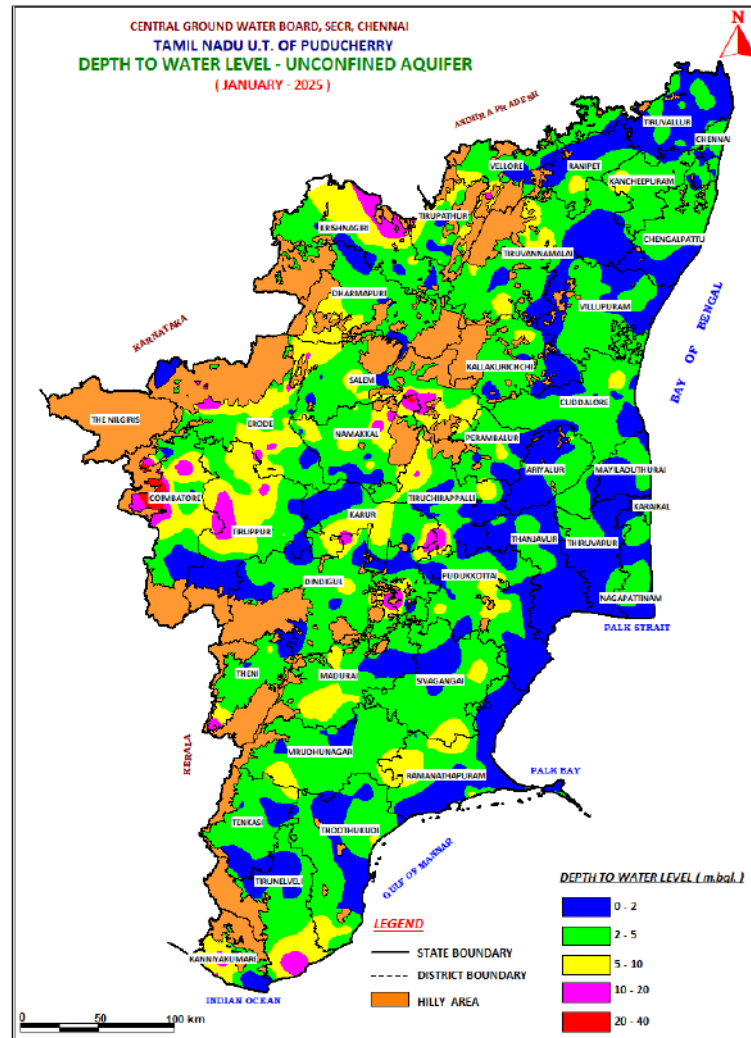 CENTRAL GROUND WATER BOARD, SECR, CHENNAI
TAMIL NADU U.T. OF PUDUCHERRY
DEPTH TO WATER LEVEL - UNCONFINED AQUIFER
( JANUARY - 2025 )
N
ANDHRA PRADESH
TIRUVALLUR
CHENNAI
VELLORE
RANIPET
KANCHEEPURAM
TIRUPATHUR
KRISHNAGIRI
CHENGALPATTU
TIRUVANNAMALAI
DHARMAPURI
VILLUPURAM
KARNATAKA
BAY OF BENGAL
KALLAKURICHCHI
SALEM
CUDDALORE
THE NILGIRIS
ERODE
NAMAKKAL
PERAMBALUR
ARIYALUR
MAYILADUTHURAI
COIMBATORE
TIRUCHIRAPPALLI
KARAIKAL
KARUR
TIRUPPUR
THANJAVUR
THIRUVARUR
DINDIGUL
PUDUKKOTTAI
NAGAPATTINAM
PALK STRAIT
THENI
MADURAI
SIVAGANGAI
KERALA
VIRUDHUNAGAR
RAMANATHAPURAM
PALK BAY
TENKASI
THOOTHUKUDI
GULF OF MANNAR
TIRUNELVELI
KANNIYAKUMARI
INDIAN OCEAN
DEPTH TO WATER LEVEL ( m.bgl. )
0 - 2
2 - 5
5 - 10
10 - 20
20 - 40
LEGEND
STATE BOUNDARY
DISTRICT BOUNDARY
HILLY AREA
0 50 100 km